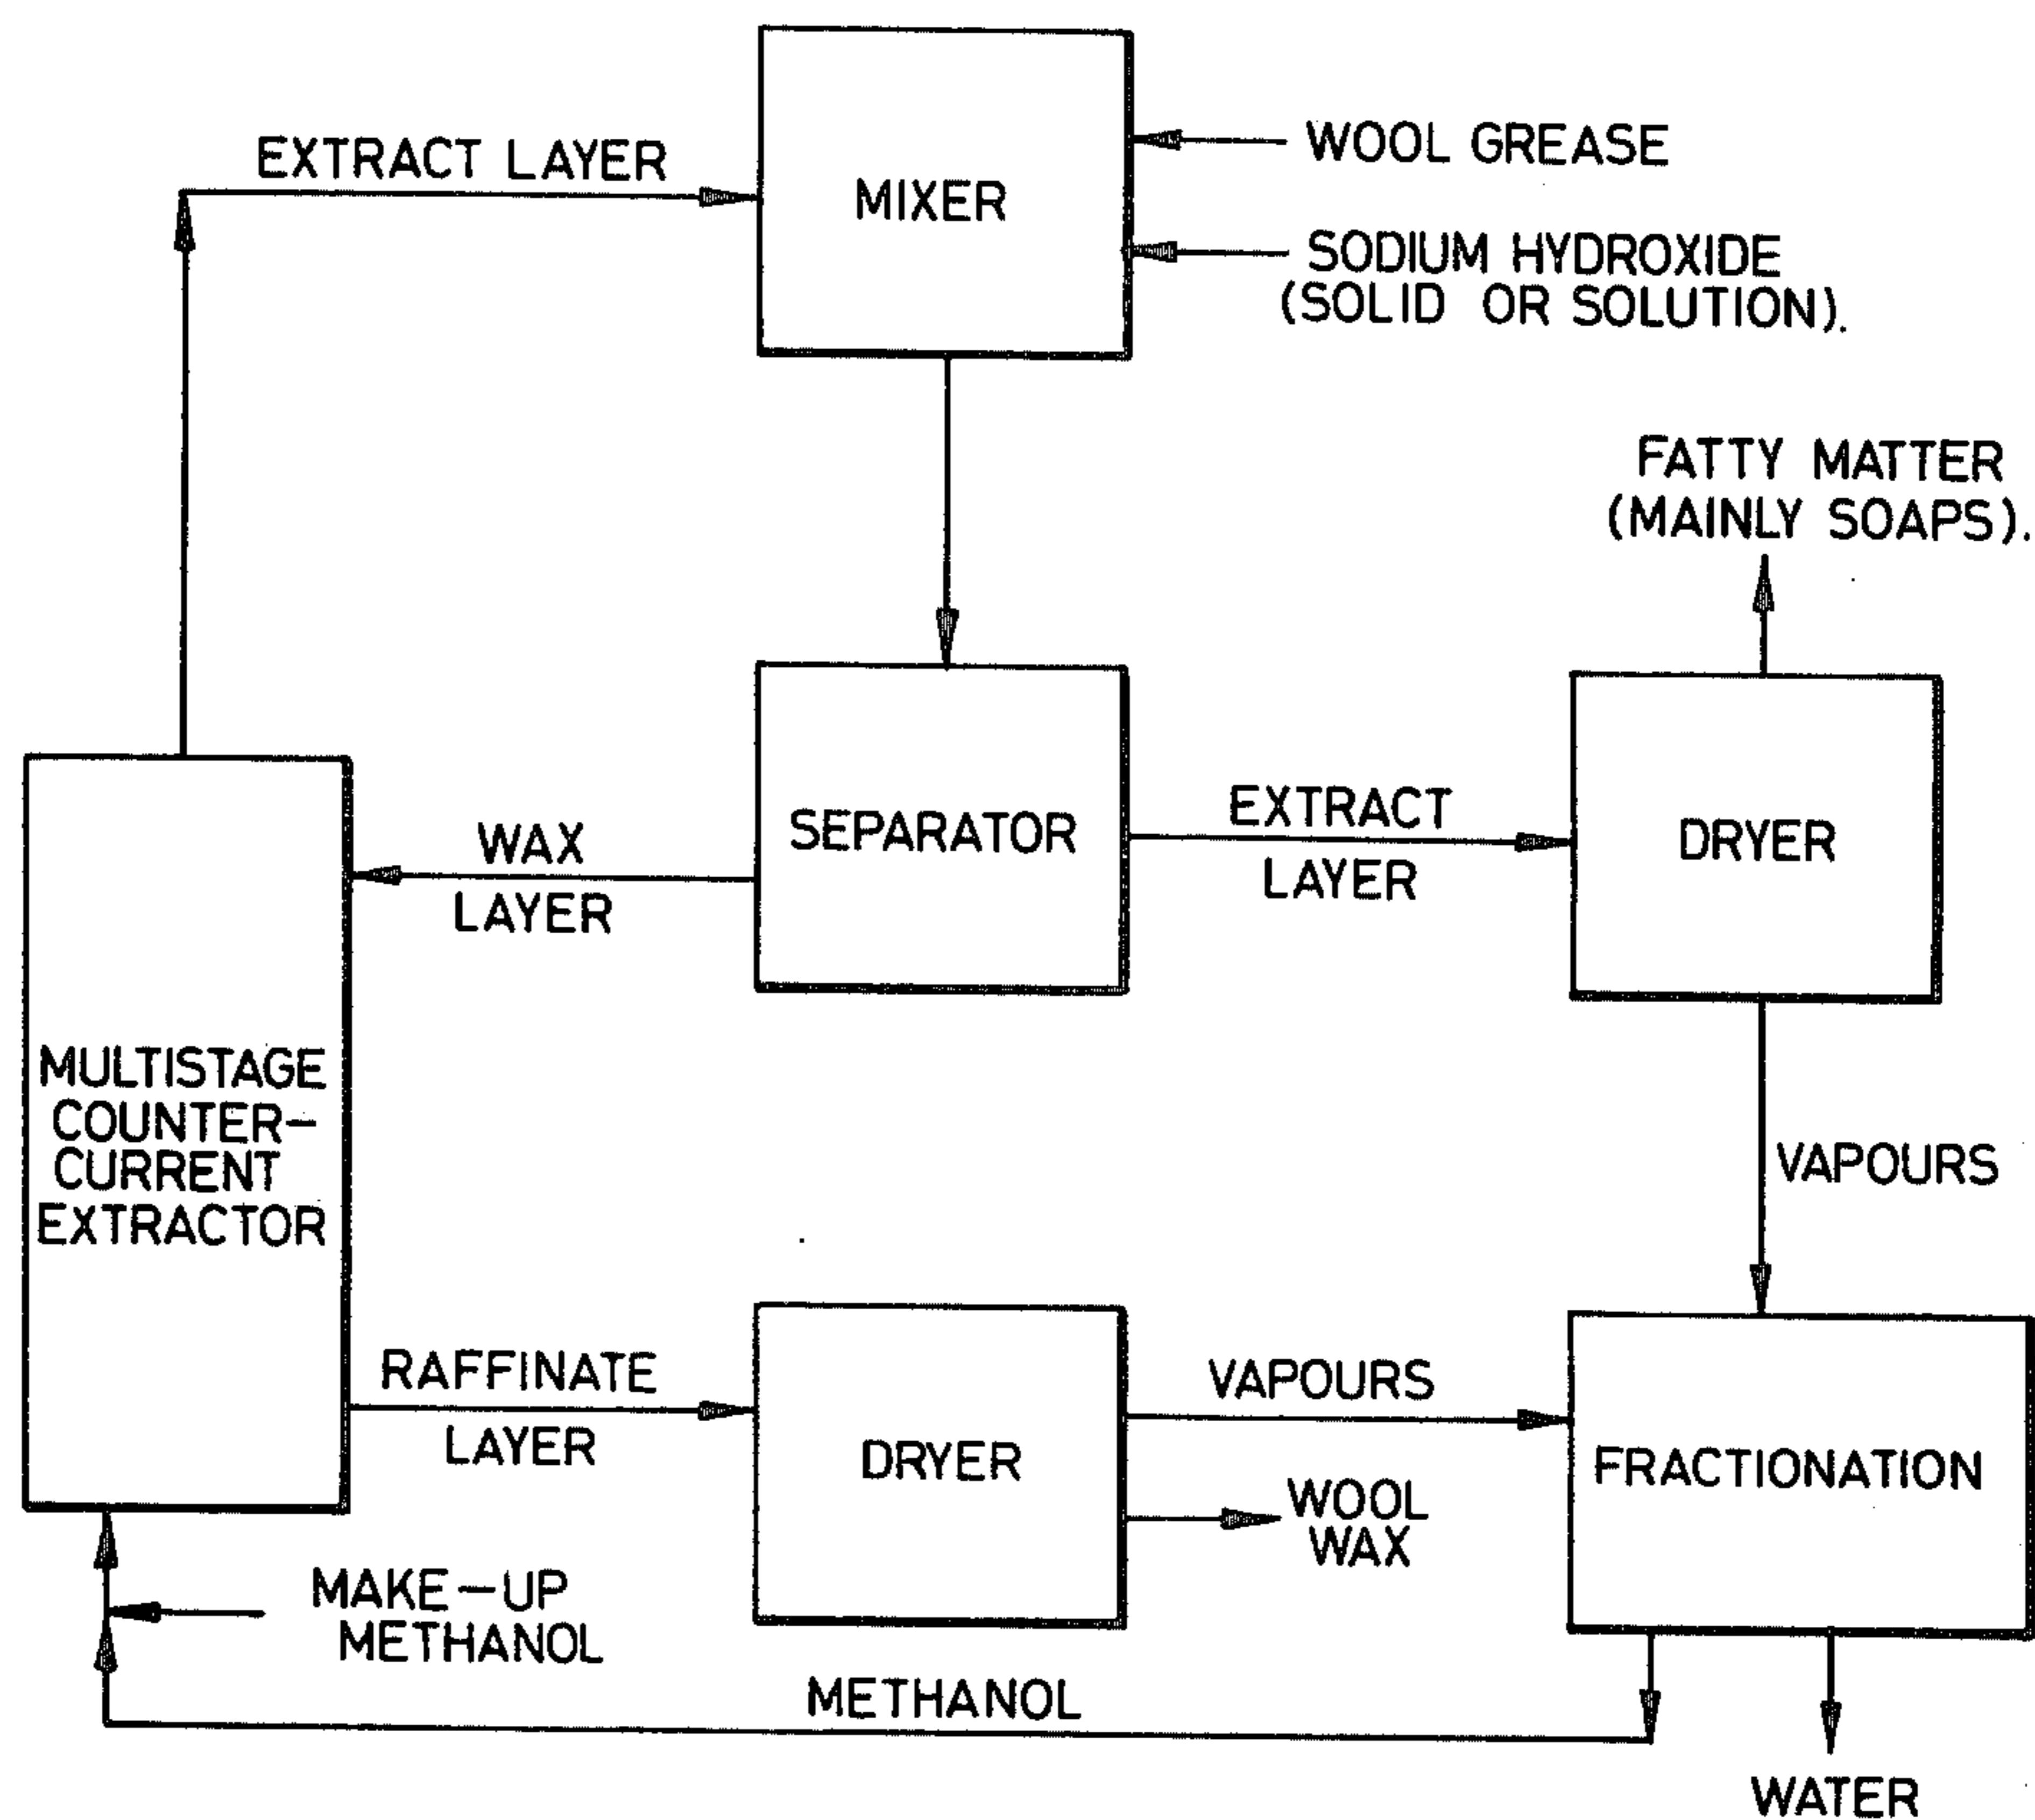 EXTRACT LAYER
MIXER
WOOL GREASE
SODIUM HYDROXIDE
(SOLID OR SOLUTION).
FATTY MATTER
(MAINLY SOAPS).
WAX
LAYER
SEPARATOR
EXTRACT
LAYER
DRYER
MULTISTAGE
COUNTER-
CURRENT
EXTRACTOR
VAPOURS
RAFFINATE
LAYER
DRYER
VAPOURS
WOOL
WAX
FRACTIONATION
MAKE-UP
METHANOL
METHANOL
WATER